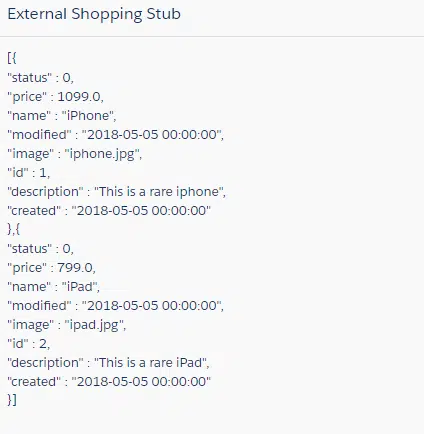 External Shopping Stub
[{
"status" : 0,
"price" : 1099.0,
"name" : "iPhone",
"modified" : "2018-05-05 00:00:00",
"image" : "iphone.jpg",
"id" : 1,
"description" : "This is a rare iphone",
"created" : "2018-05-05 00:00:00"
},{
"status" : 0,
"price" : 799.0,
"name" : "iPad",
"modified" : "2018-05-05 00:00:00",
"image" : "ipad.jpg",
"id" : 2,
"description" : "This is a rare iPad",
"created" : "2018-05-05 00:00:00"
}]